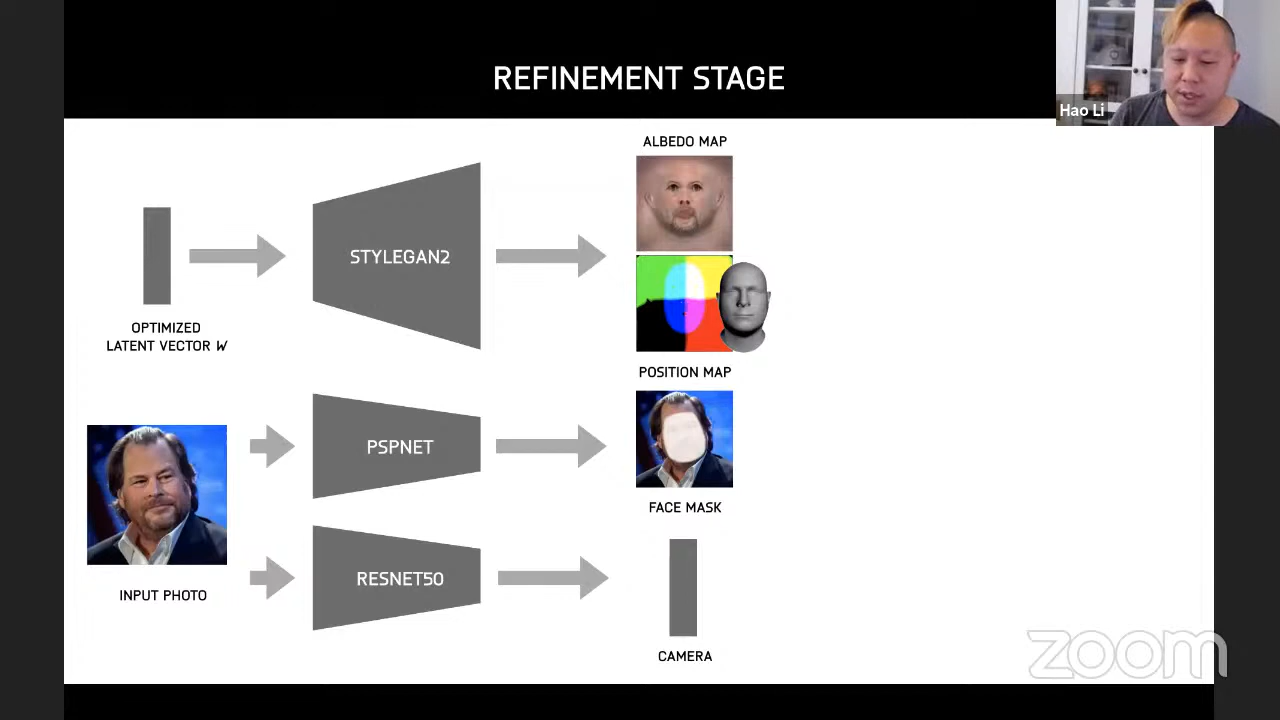 REFINEMENT STAGE
Hao Li
ALBEDO MAP
STYLEGAN2
OPTIMIZED
LATENT VECTOR W
POSITION MAP
PSPNET
FACE MASK
INPUT PHOTO
RESNET50
CAMERA
zoom